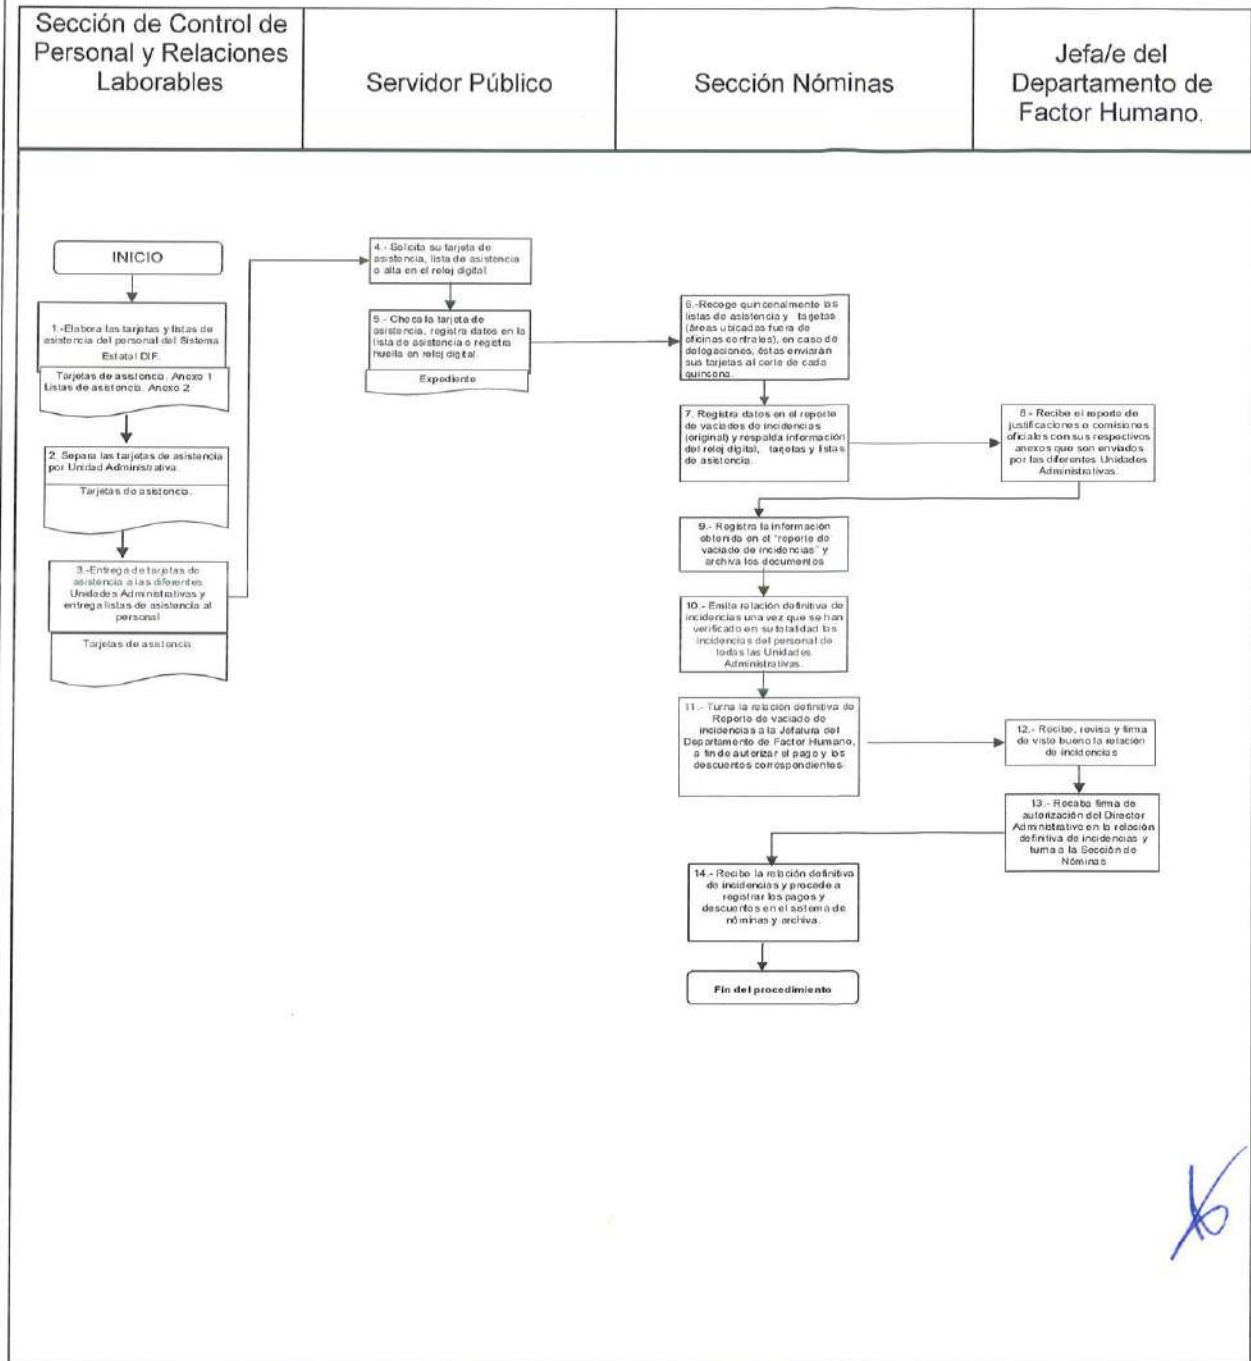 Sección de Control de
Personal y Relaciones
Laborables
Servidor Público
Sección Nóminas
Jefa/e del
Departamento de
Factor Humano.
INICIO
1.-Elabora las tarjetas y listas de
asistencia del personal del Sistema
Estatal DIF.
Tarjetas de asistencia. Anexo 1
Listas de asistencia. Anexo 2
2. Separa las tarjetas de asistencia
por Unidad Administrativa.
Tarjetas de asistencia.
3.-Entrega de tarjetas de
asistencia a las diferentes
Unidades Administrativas y
entrega listas de asistencia al
personal
Tarjetas de asistencia.
4.- Solicita su tarjeta de
asistencia, lista de asistencia
o alta en el reloj digital.
5.- Checa la tarjeta de
asistencia, registra datos en la
lista de asistencia o registra
huella en reloj digital.
Expediente
6.-Recoge quincenalmente las
listas de asistencia y tarjetas
(áreas ubicadas fuera de
oficinas centrales), en caso de
delegaciones, éstas enviarán
sus tarjetas al corte de cada
quincena.
7. Registra datos en el reporte
de vaciados de incidencias
(original) y respalda información
del reloj digital, tarjetas y listas
de asistencia.
8.- Recibe el reporte de
justificaciones o comisiones
oficiales con sus respectivos
anexos que son enviados
por las diferentes Unidades
Administrativas.
9.- Registra la información
obtenida en el "reporte de
vaciado de incidencias" y
archiva los documentos
10.- Emite relación definitiva de
incidencias una vez que se han
verificado en su totalidad las
incidencias del personal de
todas las Unidades
Administrativas.
11.- Turna la relación definitiva de
Reporte de vaciado de
incidencias a la Jefatura del
Departamento de Factor Humano,
a fin de autorizar el pago y los
descuentos correspondientes.
12.- Recibe, revisa y firma
de visto bueno la relación
de incidencias
13.- Recaba firma de
autorización del Director
Administrativo en la relación
definitiva de incidencias y
turna a la Sección de
Nóminas
14.- Recibe la relación definitiva
de incidencias y procede a
registrar los pagos y
descuentos en el sistema de
nóminas y archiva.
Fin del procedimiento